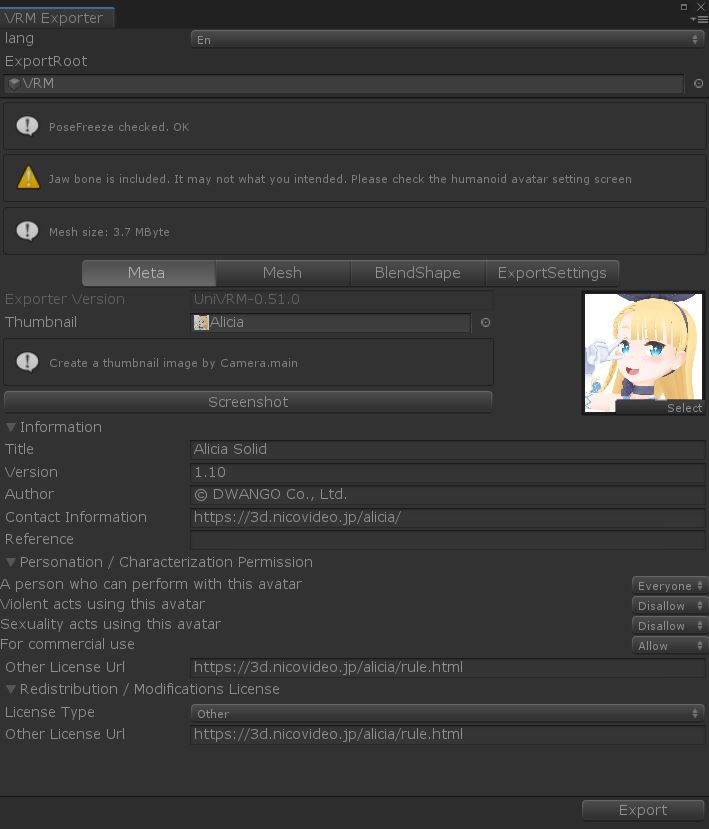 VRM Exporter
lang En
ExportRoot
VRM
PoseFreeze checked. OK
Jaw bone is included. It may not what you intended. Please check the humanoid avatar setting screen
Mesh size: 3.7 MByte
Meta Mesh BlendShape ExportSettings
Exporter Version UniVRM-0.51.0
Thumbnail Alicia
Create a thumbnail image by Camera.main
Select
Screenshot
Information
Title Alicia Solid
Version 1.10
Author © DWANGO Co., Ltd.
Contact Information https://3d.nicovideo.jp/alicia/
Reference
Personation / Characterization Permission
A person who can perform with this avatar Everyone
Violent acts using this avatar Disallow
Sexuality acts using this avatar Disallow
For commercial use Allow
Other License Url https://3d.nicovideo.jp/alicia/rule.html
Redistribution / Modifications License
License Type Other
Other License Url https://3d.nicovideo.jp/alicia/rule.html
Export